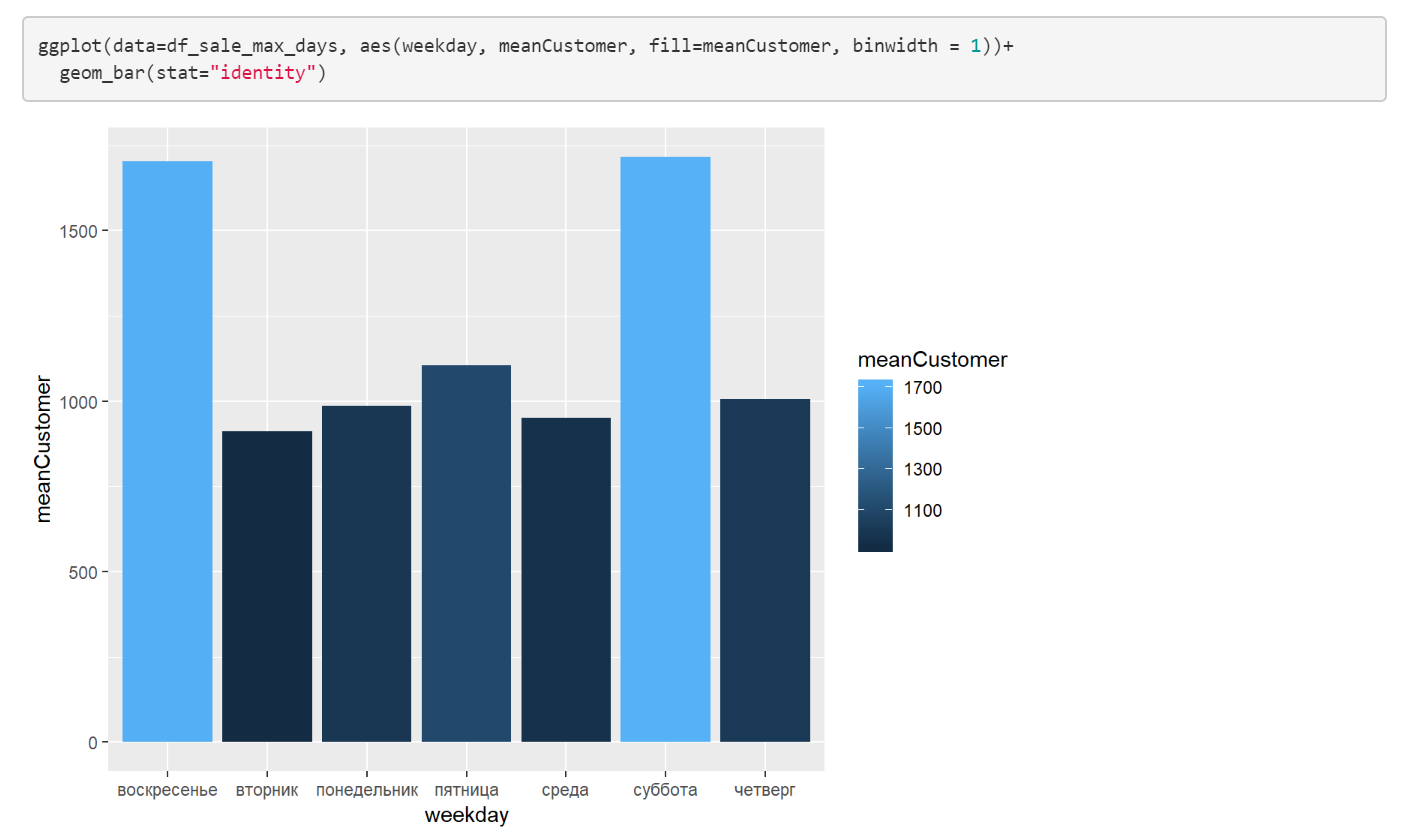 ggplot(data=df_sale_max_days, aes(weekday, meanCustomer, fill=meanCustomer, binwidth = 1))+
  geom_bar(stat="identity")
1500
1000
500
0
meanCustomer
воскресенье вторник понедельник пятница среда суббота четверг
weekday
meanCustomer
1700
1500
1300
1100